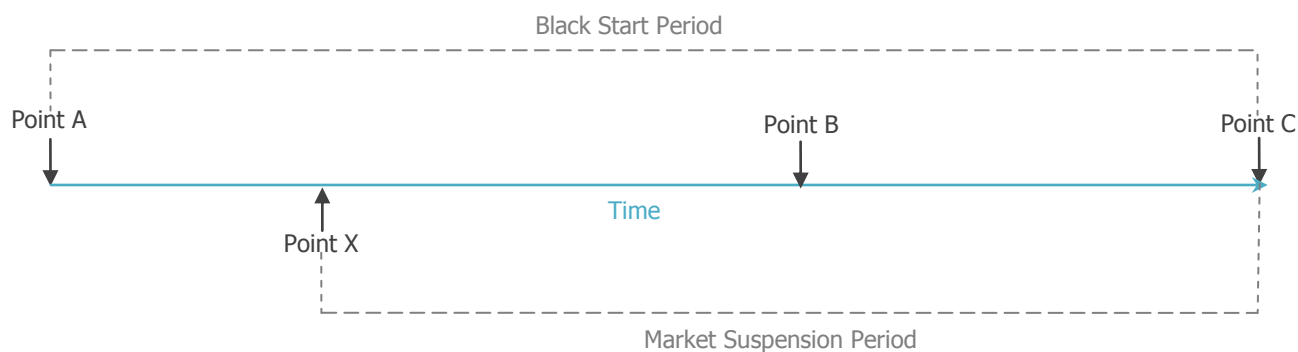 Black Start Period
Point A
Point B
Point C
Time
Point X
Market Suspension Period